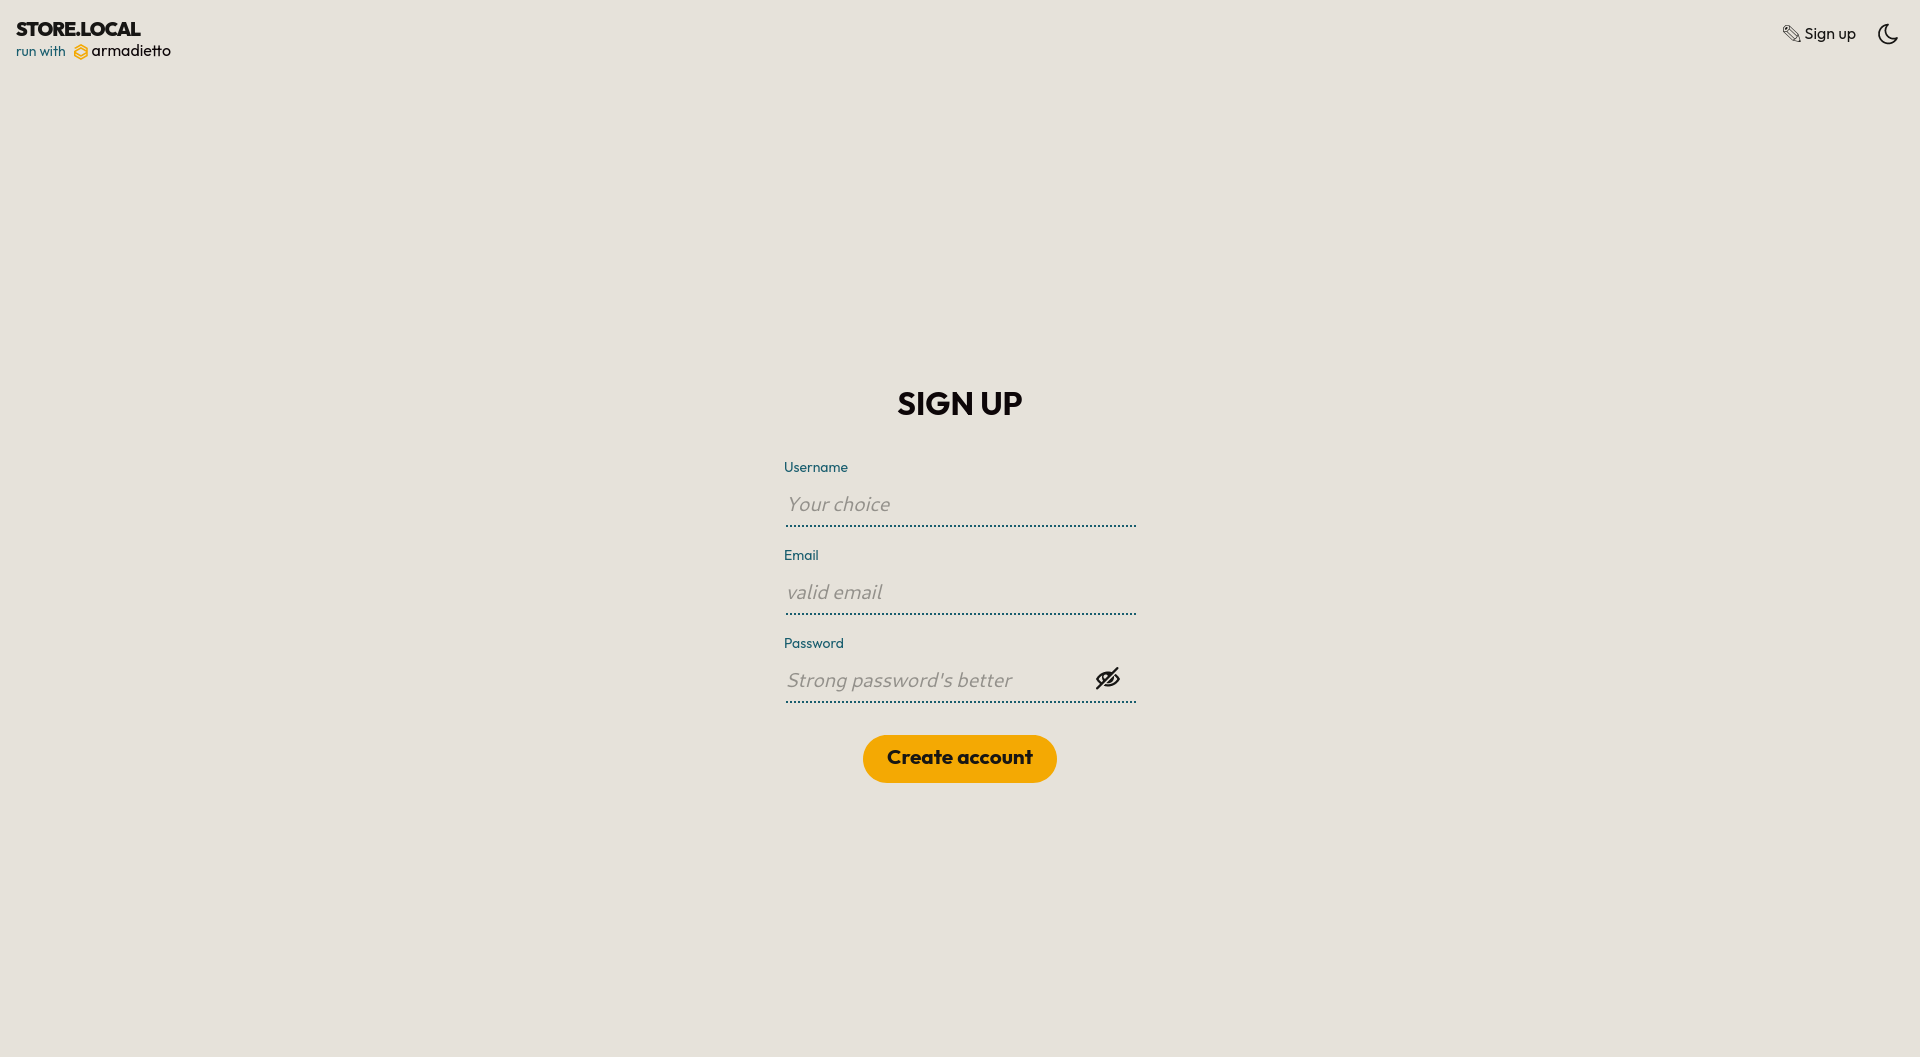 STORE.LOCAL
run with armadietto
Sign up
SIGN UP
Username
Your choice
Email
valid email
Password
Strong password's better
Create account